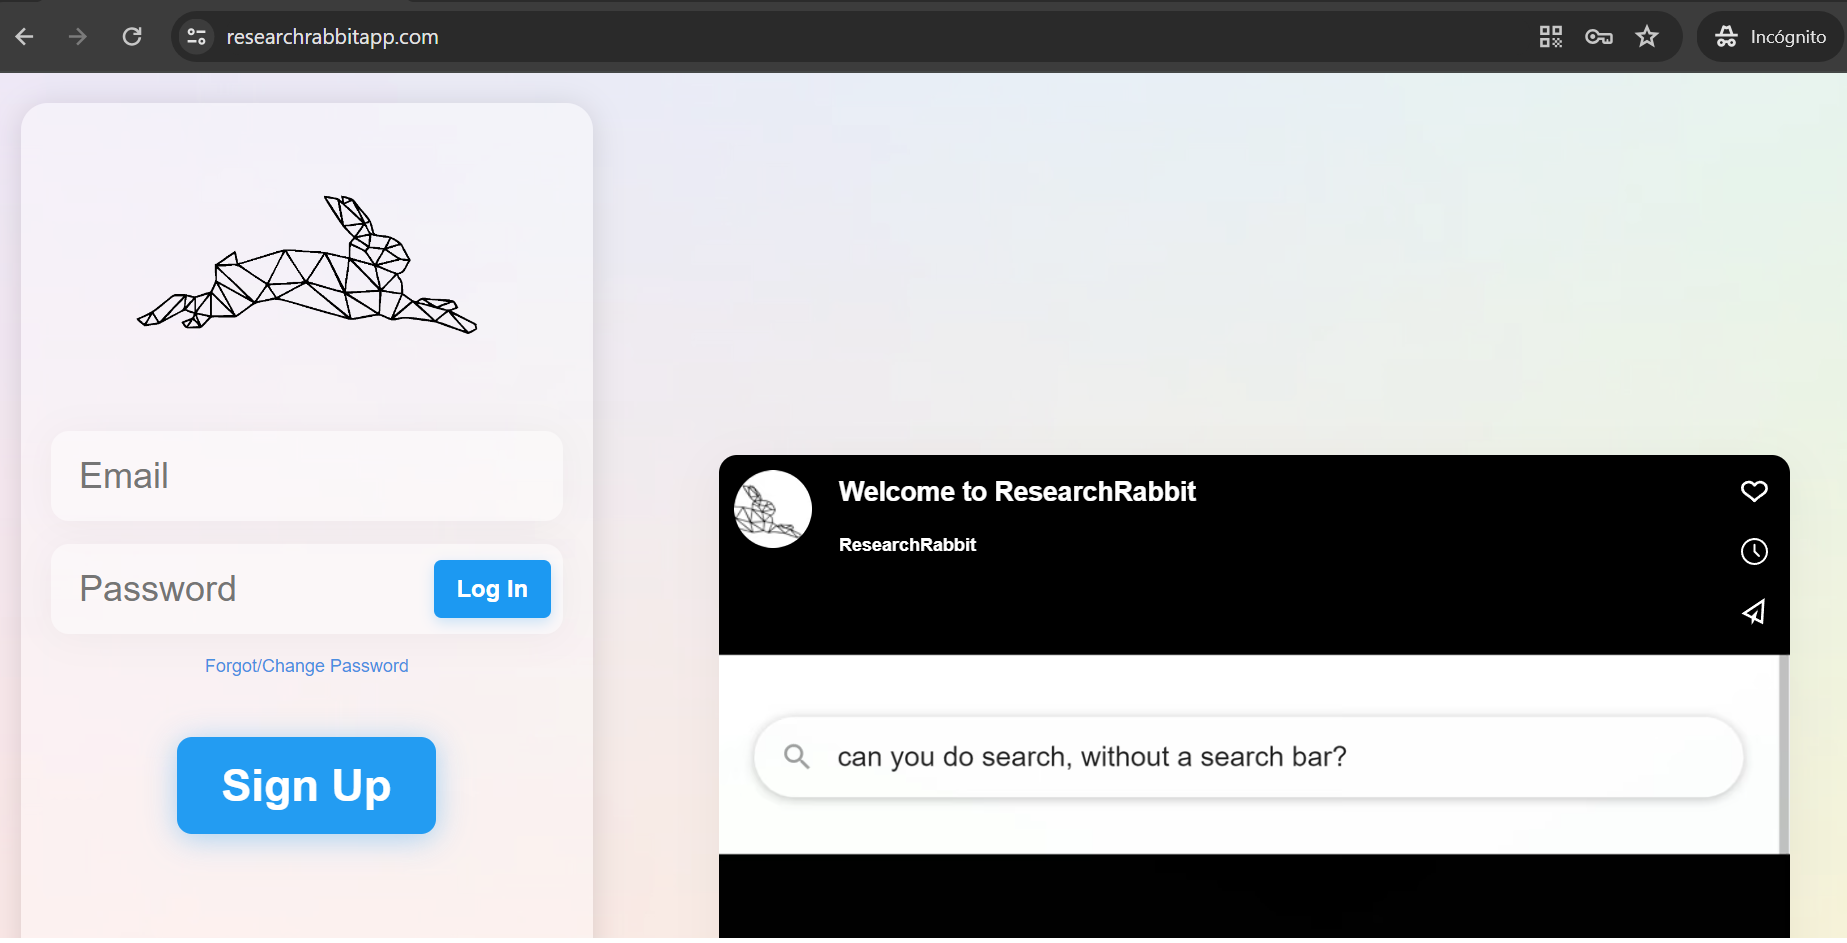 researchrabbitapp.com
Incógnito
Email
Password
Log In
Forgot/Change Password
Sign Up
Welcome to ResearchRabbit
ResearchRabbit
can you do search, without a search bar?